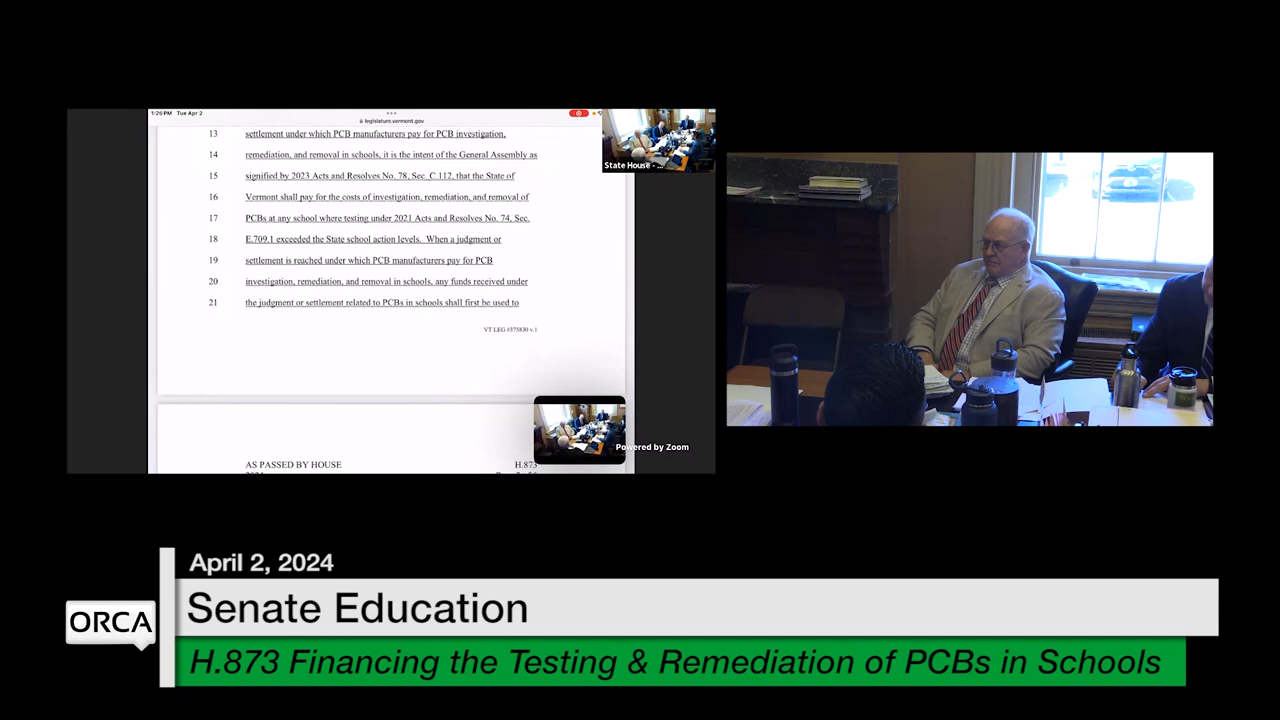 1:26 PM Tue Apr 2
legislature.vermont.gov
13 settlement under which PCB manufacturers pay for PCB investigation,
14 remediation, and removal in schools, it is the intent of the General Assembly as
15 signified by 2023 Acts and Resolves No. 78, Sec. C.112, that the State of
16 Vermont shall pay for the costs of investigation, remediation, and removal of
17 PCBs at any school where testing under 2021 Acts and Resolves No. 74, Sec.
18 E.709.1 exceeded the State school action levels. When a judgment or
19 settlement is reached under which PCB manufacturers pay for PCB
20 investigation, remediation, and removal in schools, any funds received under
21 the judgment or settlement related to PCBs in schools shall first be used to
VT LEG #375830 v.1
AS PASSED BY HOUSE H.873
State House - ...
Powered by Zoom
April 2, 2024
ORCA
Senate Education
H.873 Financing the Testing & Remediation of PCBs in Schools